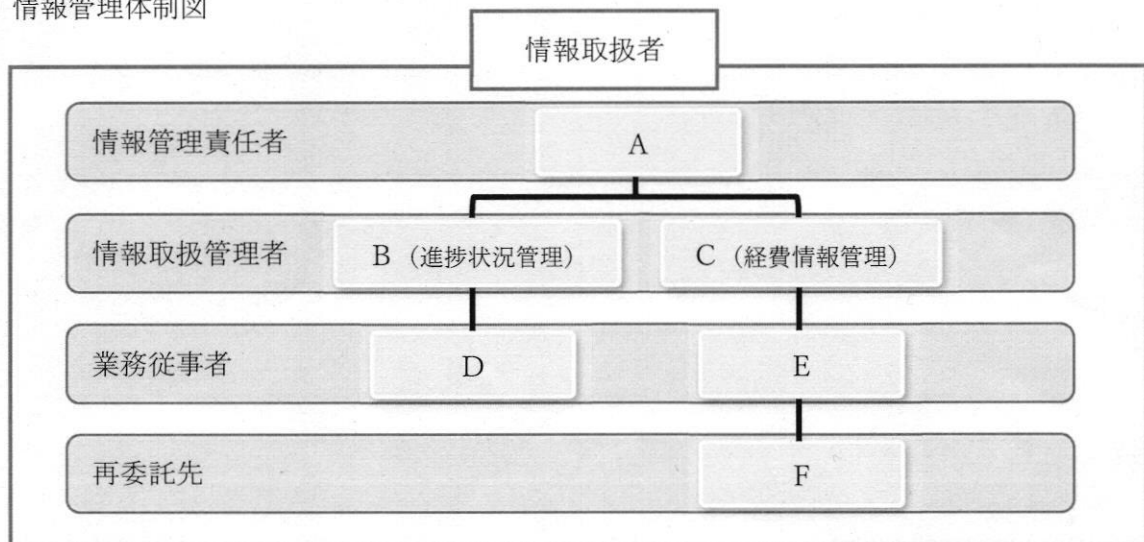 情報管理体制図
情報取扱者
情報管理責任者 A
情報取扱管理者 B（進捗状況管理） C（経費情報管理）
業務従事者 D E
再委託先 F